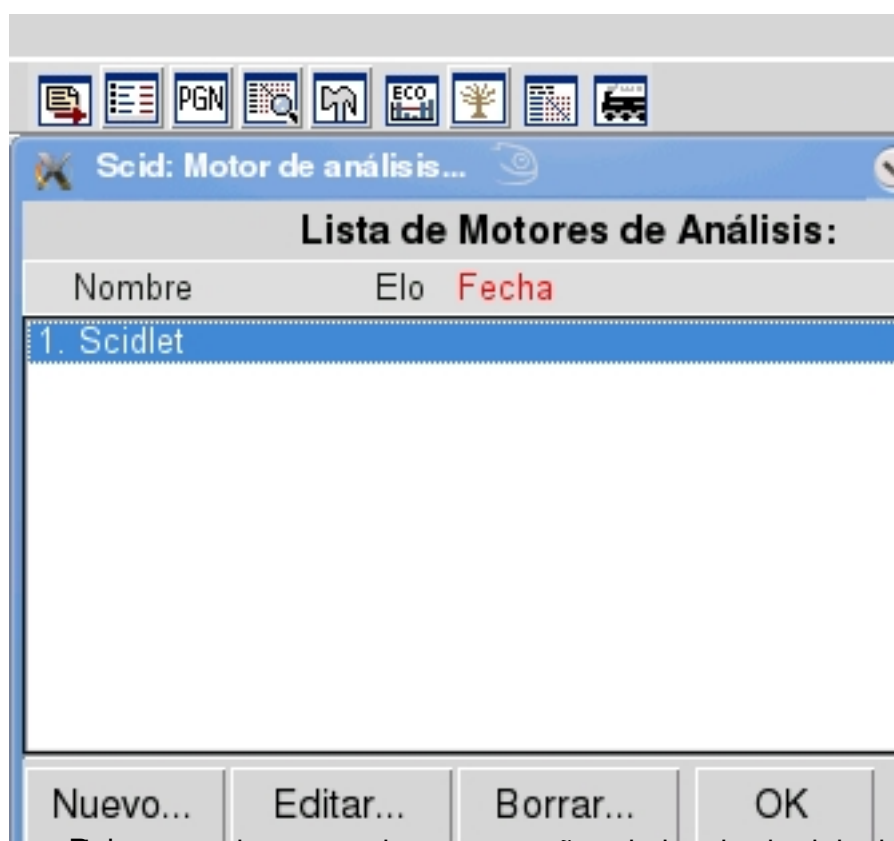 PGN ECO
Scid: Motor de análisis...
Lista de Motores de Análisis:
Nombre Elo Fecha
1. Scidlet
Nuevo... Editar... Borrar... OK